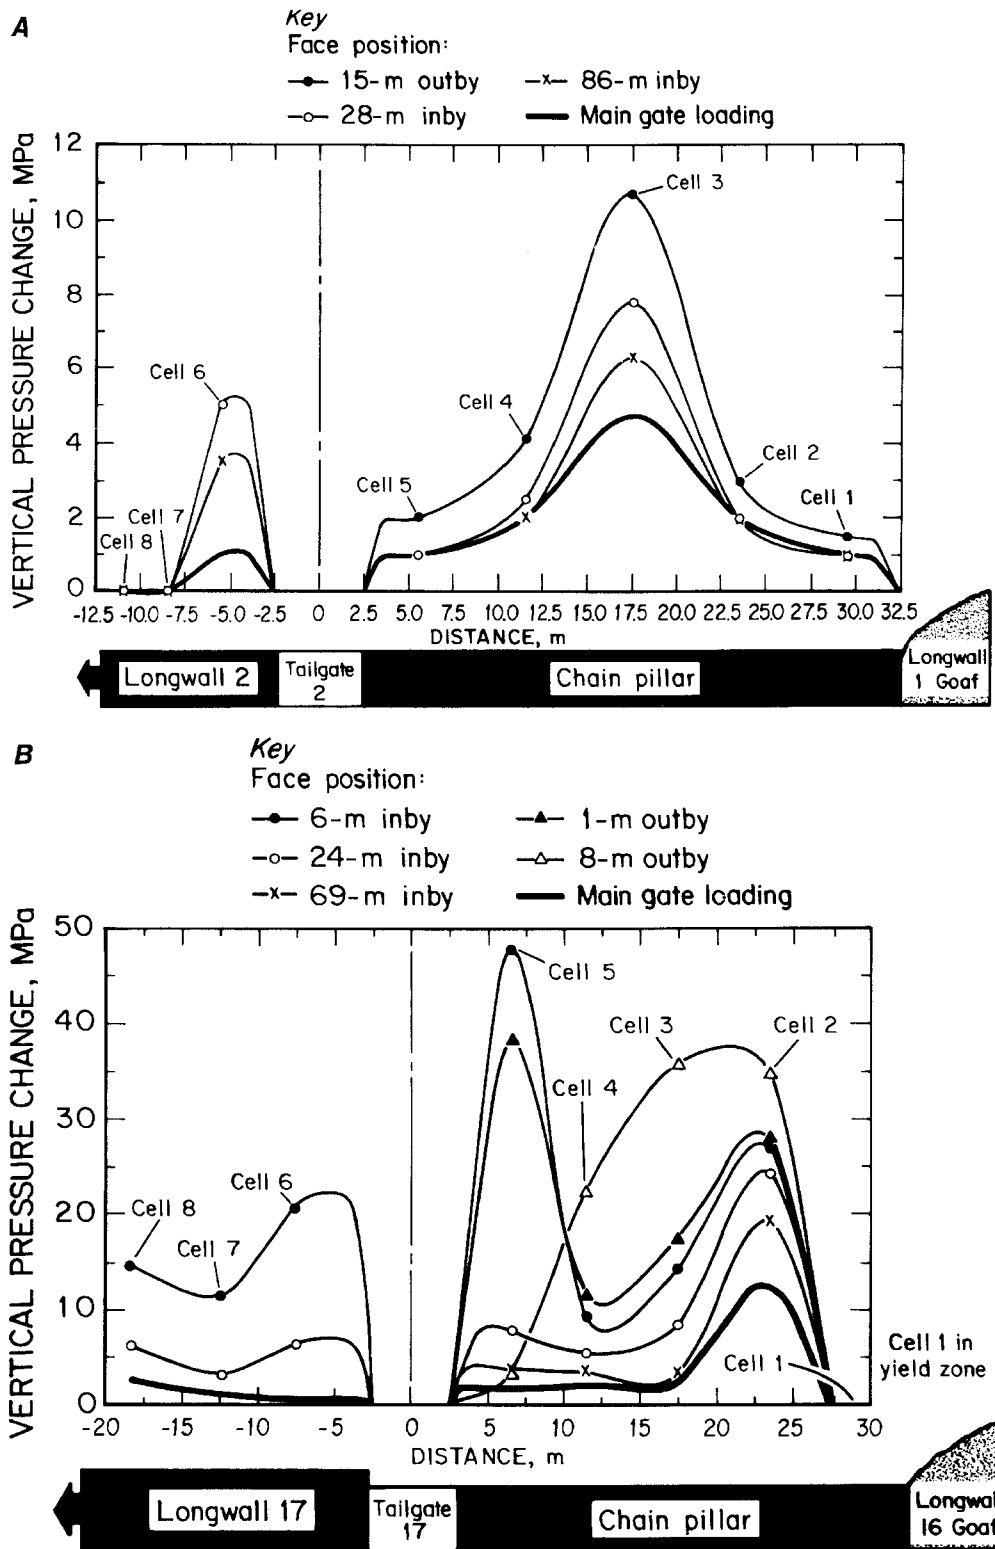 A
Key
Face position:
15-m outby
86-m inby
28-m inby
Main gate loading
VERTICAL PRESSURE CHANGE, MPa
12
10
8
6
4
2
0
Cell 3
Cell 6
Cell 4
Cell 2
Cell 5
Cell 1
Cell 7
Cell 8
-12.5 -11.0 -9.0 -7.5 -5.0 -2.5 0 2.5 5.0 7.5 10.0 12.5 15.0 17.5 20.0 22.5 25.0 27.5 30.0 32.5
DISTANCE, m
Longwall 2
Tailgate
2
Chain pillar
Longwall
1 Goaf
B
Key
Face position:
6-m inby
1-m outby
24-m inby
8-m outby
69-m inby
Main gate loading
VERTICAL PRESSURE CHANGE, MPa
50
40
30
20
10
0
Cell 5
Cell 3
Cell 2
Cell 4
Cell 6
Cell 8
Cell 7
Cell 1
Cell 1 in
yield zone
-20 -15 -10 -5 0 5 10 15 20 25 30
DISTANCE, m
Longwall 17
Tailgate
17
Chain pillar
Longwall
16 Goaf